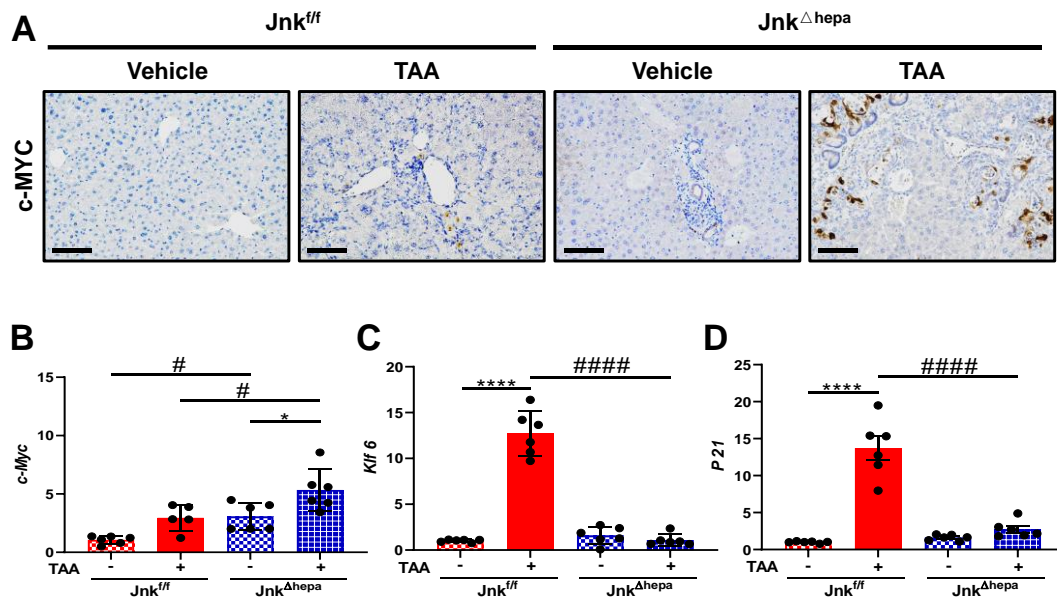 A
Jnk^f/f
Jnk^△hepa
Vehicle
TAA
Vehicle
TAA
c-MYC
B
C
D
c-Myc
15
10
5
0
#
#
*
TAA
-
+
-
+
Jnk^f/f
Jnk^Δhepa
Klf 6
20
15
10
5
0
****
####
TAA
-
+
-
+
Jnk^f/f
Jnk^Δhepa
P21
25
20
15
10
5
0
****
####
TAA
-
+
-
+
Jnk^f/f
Jnk^Δhepa